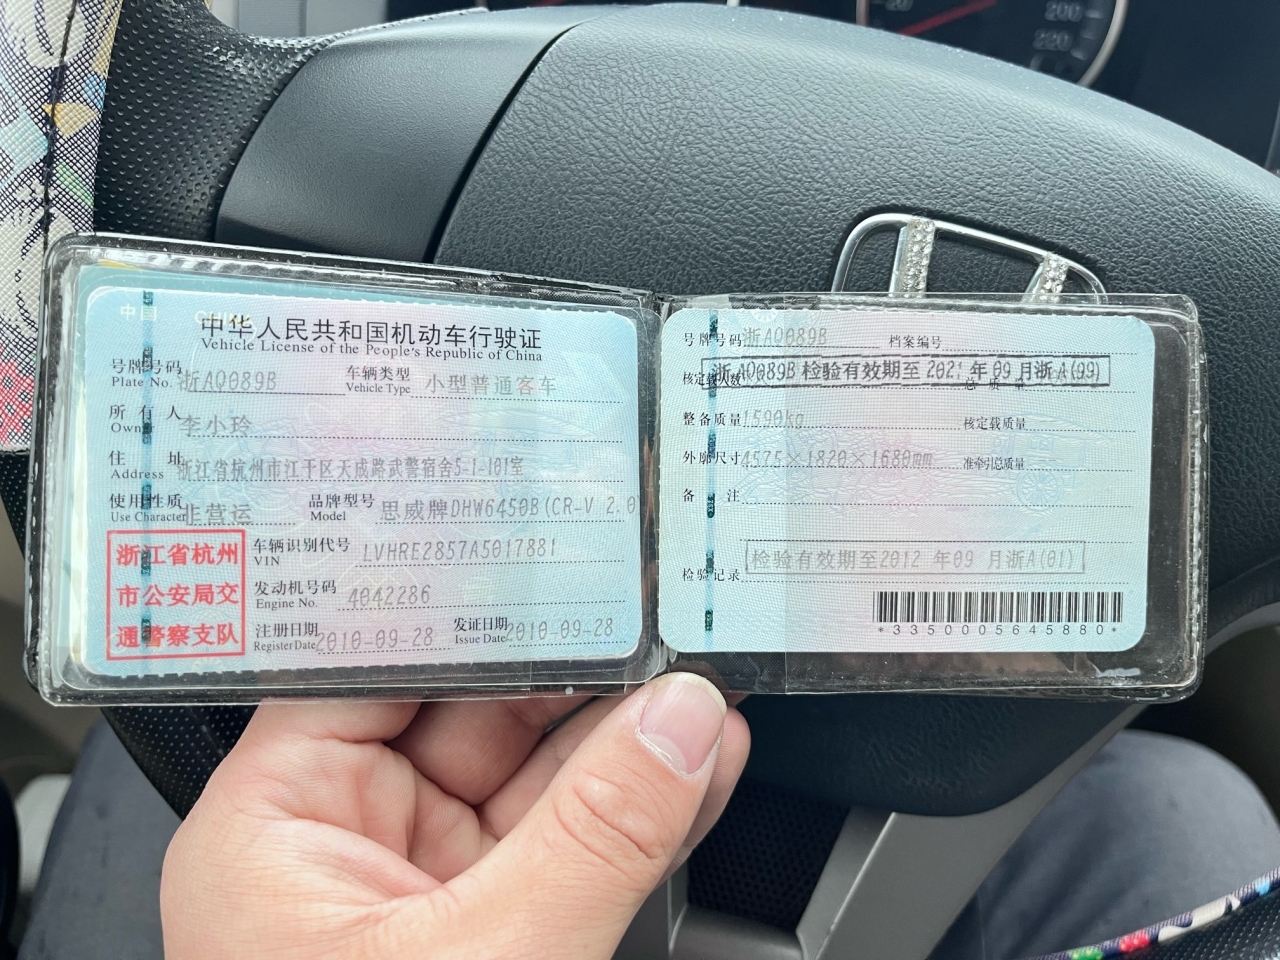 200
220
中国 CHINA
中华人民共和国机动车行驶证
Vehicle License of the People's Republic of China
号牌号码 浙A0089B 车辆类型 小型普通客车
Plate No. Vehicle Type
所有人 李小玲
Owner
住址 浙江省杭州市江干区天成路武警宿舍5-1-101室
Address
使用性质 非营运 品牌型号 思威牌DHW6450B(CR-V 2.0
Use Character Model
浙江省杭州
市公安局交
通警察支队
车辆识别代号 LVHRE2857A5017881
VIN
发动机号码 4042286
Engine No.
注册日期 2010-09-28 发证日期 2010-09-28
Register Date Issue Date
号牌号码 浙A0089B 档案编号
核定载人数 总质量
浙A0089B 检验有效期至 2021 年 09 月浙A(99)
整备质量 1590kg 核定载质量
外廓尺寸 4575×1820×1680mm 准牵引总质量
备注
检验有效期至2012 年09 月浙A(01)
检验记录
*3350005645880*